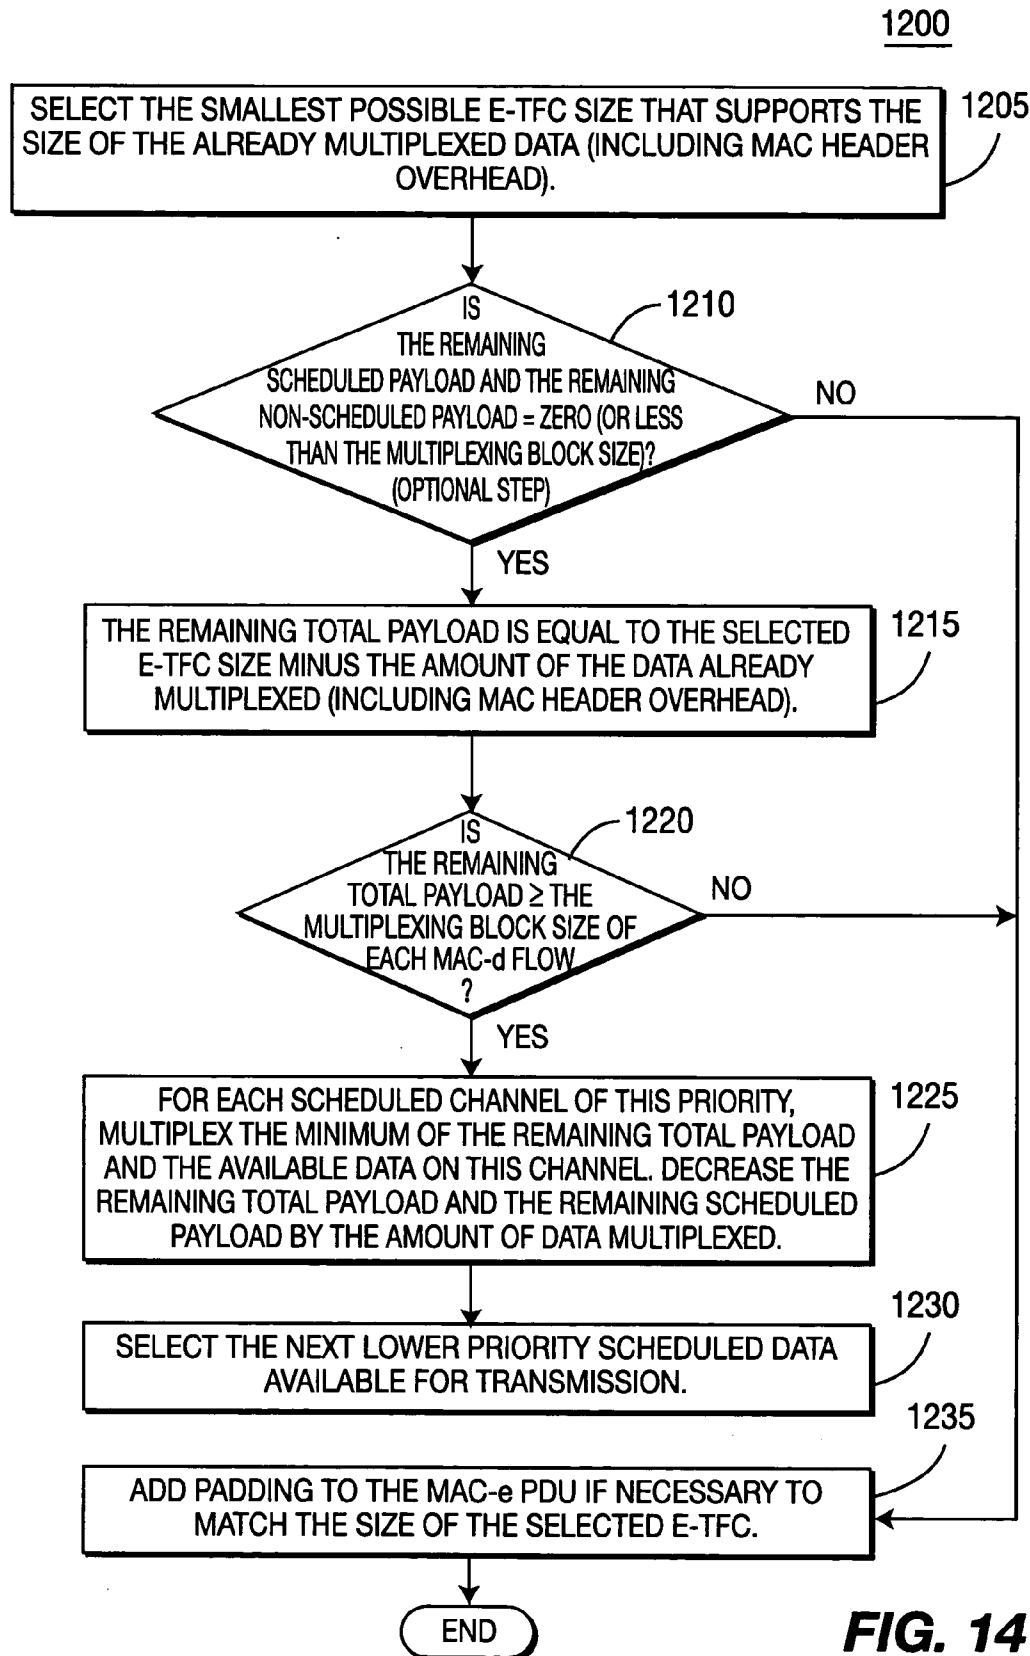 1200
SELECT THE SMALLEST POSSIBLE E-TFC SIZE THAT SUPPORTS THE
SIZE OF THE ALREADY MULTIPLEXED DATA (INCLUDING MAC HEADER
OVERHEAD).
1205
IS
THE REMAINING
SCHEDULED PAYLOAD AND THE REMAINING
NON-SCHEDULED PAYLOAD = ZERO (OR LESS
THAN THE MULTIPLEXING BLOCK SIZE)?
(OPTIONAL STEP)
1210
NO
YES
THE REMAINING TOTAL PAYLOAD IS EQUAL TO THE SELECTED
E-TFC SIZE MINUS THE AMOUNT OF THE DATA ALREADY
MULTIPLEXED (INCLUDING MAC HEADER OVERHEAD).
1215
IS
THE REMAINING
TOTAL PAYLOAD ≥ THE
MULTIPLEXING BLOCK SIZE OF
EACH MAC-d FLOW
?
1220
NO
YES
FOR EACH SCHEDULED CHANNEL OF THIS PRIORITY,
MULTIPLEX THE MINIMUM OF THE REMAINING TOTAL PAYLOAD
AND THE AVAILABLE DATA ON THIS CHANNEL. DECREASE THE
REMAINING TOTAL PAYLOAD AND THE REMAINING SCHEDULED
PAYLOAD BY THE AMOUNT OF DATA MULTIPLEXED.
1225
SELECT THE NEXT LOWER PRIORITY SCHEDULED DATA
AVAILABLE FOR TRANSMISSION.
1230
ADD PADDING TO THE MAC-e PDU IF NECESSARY TO
MATCH THE SIZE OF THE SELECTED E-TFC.
1235
END
FIG. 14